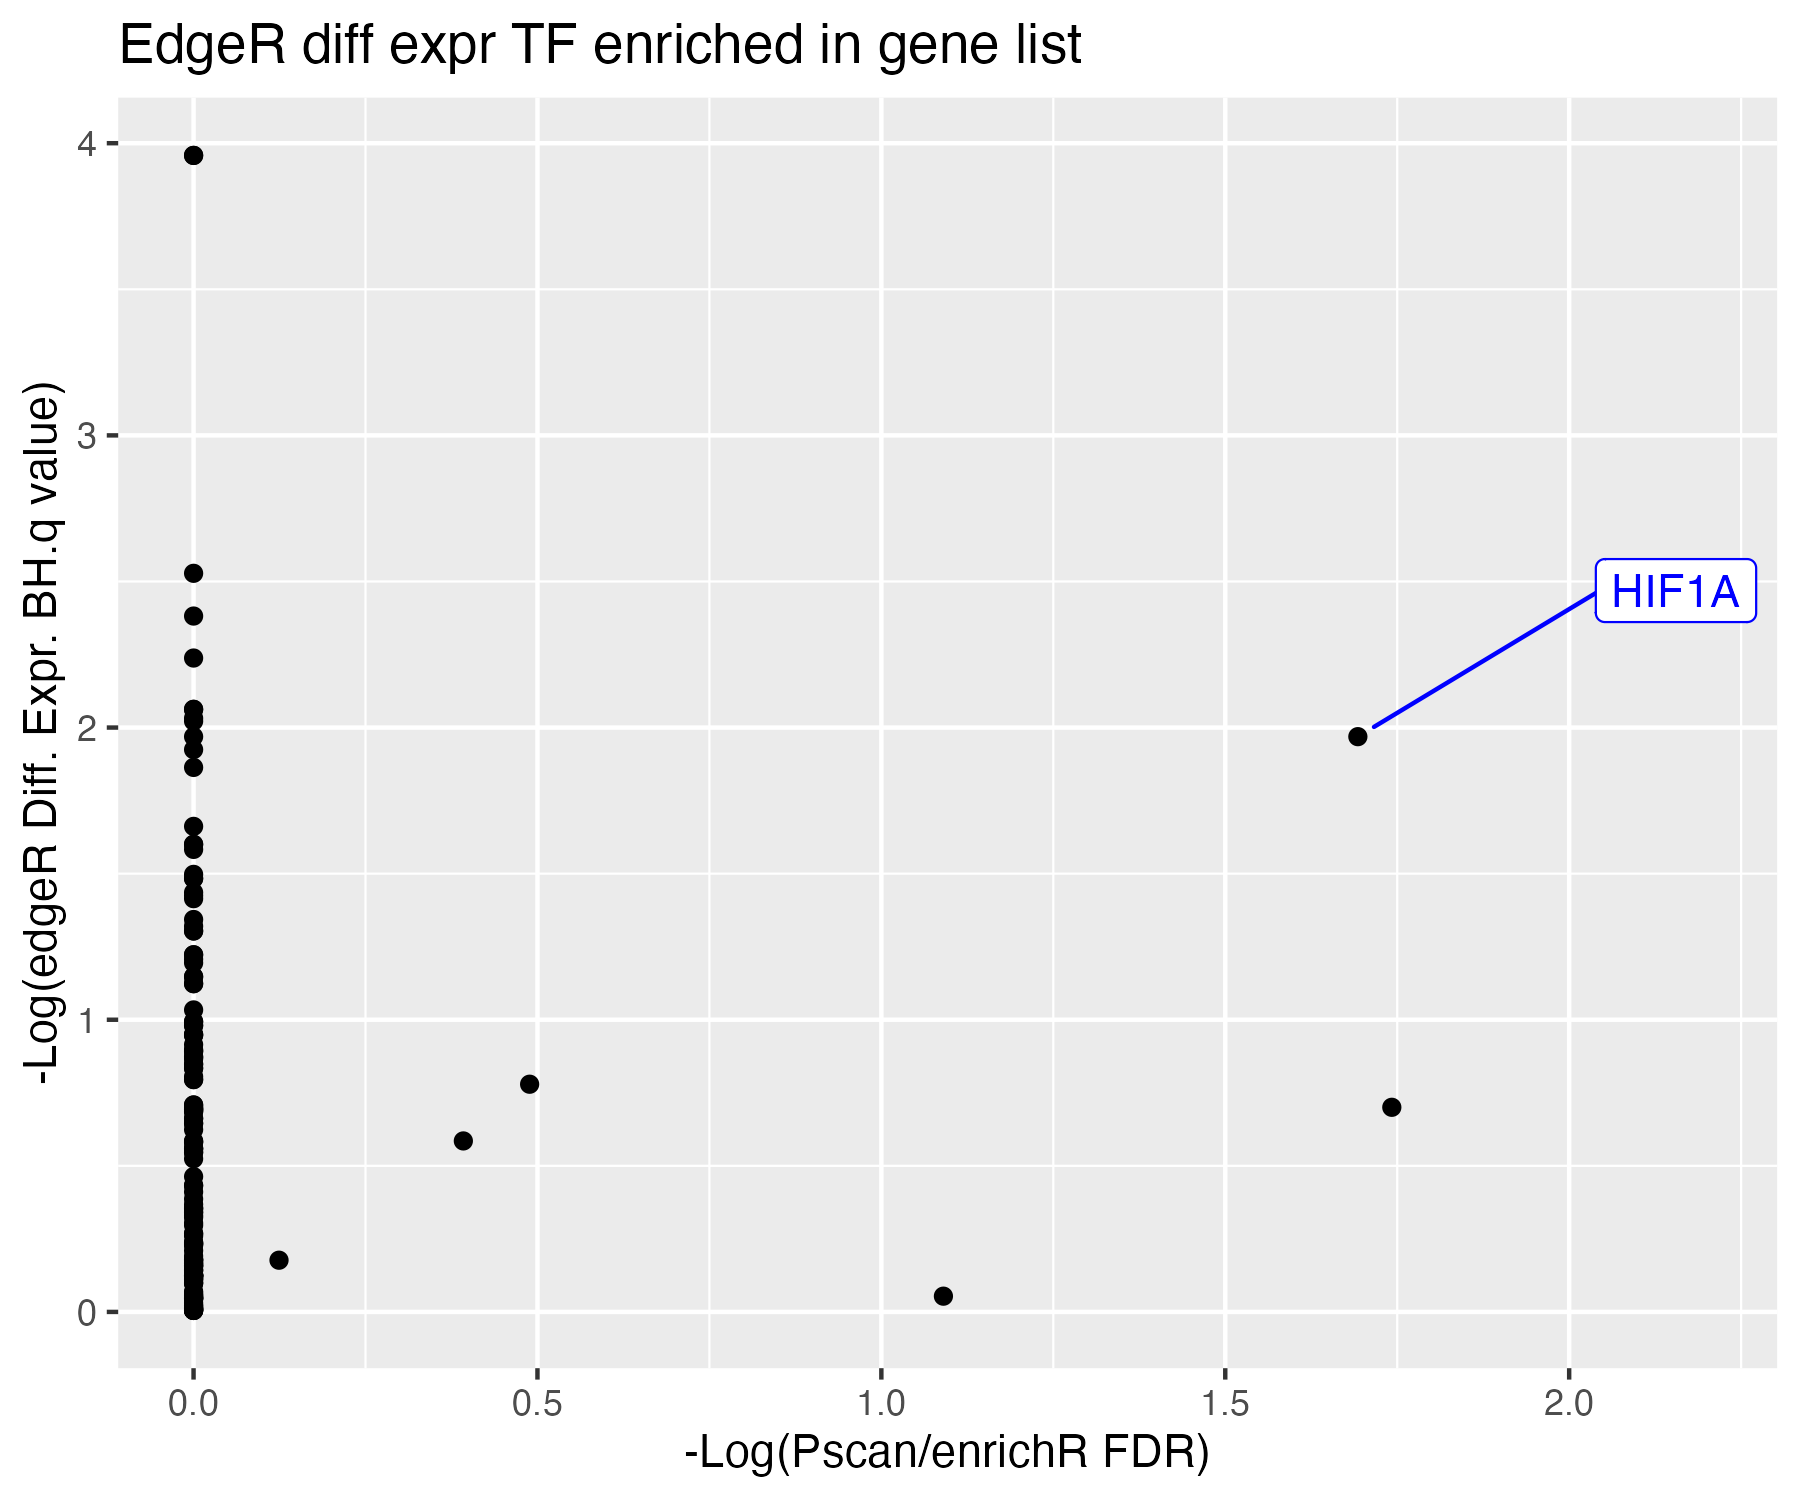 EdgeR diff expr TF enriched in gene list
-Log(edgeR Diff. Expr. BH.q value)
4
3
2
1
0
HIF1A
0.0 0.5 1.0 1.5 2.0
-Log(Pscan/enrichR FDR)